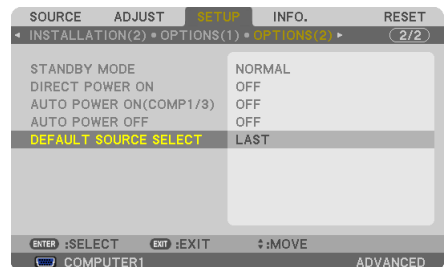 SOURCE ADJUST SETUP INFO. RESET
◂ INSTALLATION(2) • OPTIONS(1) • OPTIONS(2) ▸ 2/2
STANDBY MODE NORMAL
DIRECT POWER ON OFF
AUTO POWER ON(COMP1/3) OFF
AUTO POWER OFF OFF
DEFAULT SOURCE SELECT LAST
ENTER :SELECT EXIT :EXIT :MOVE
COMPUTER1 ADVANCED